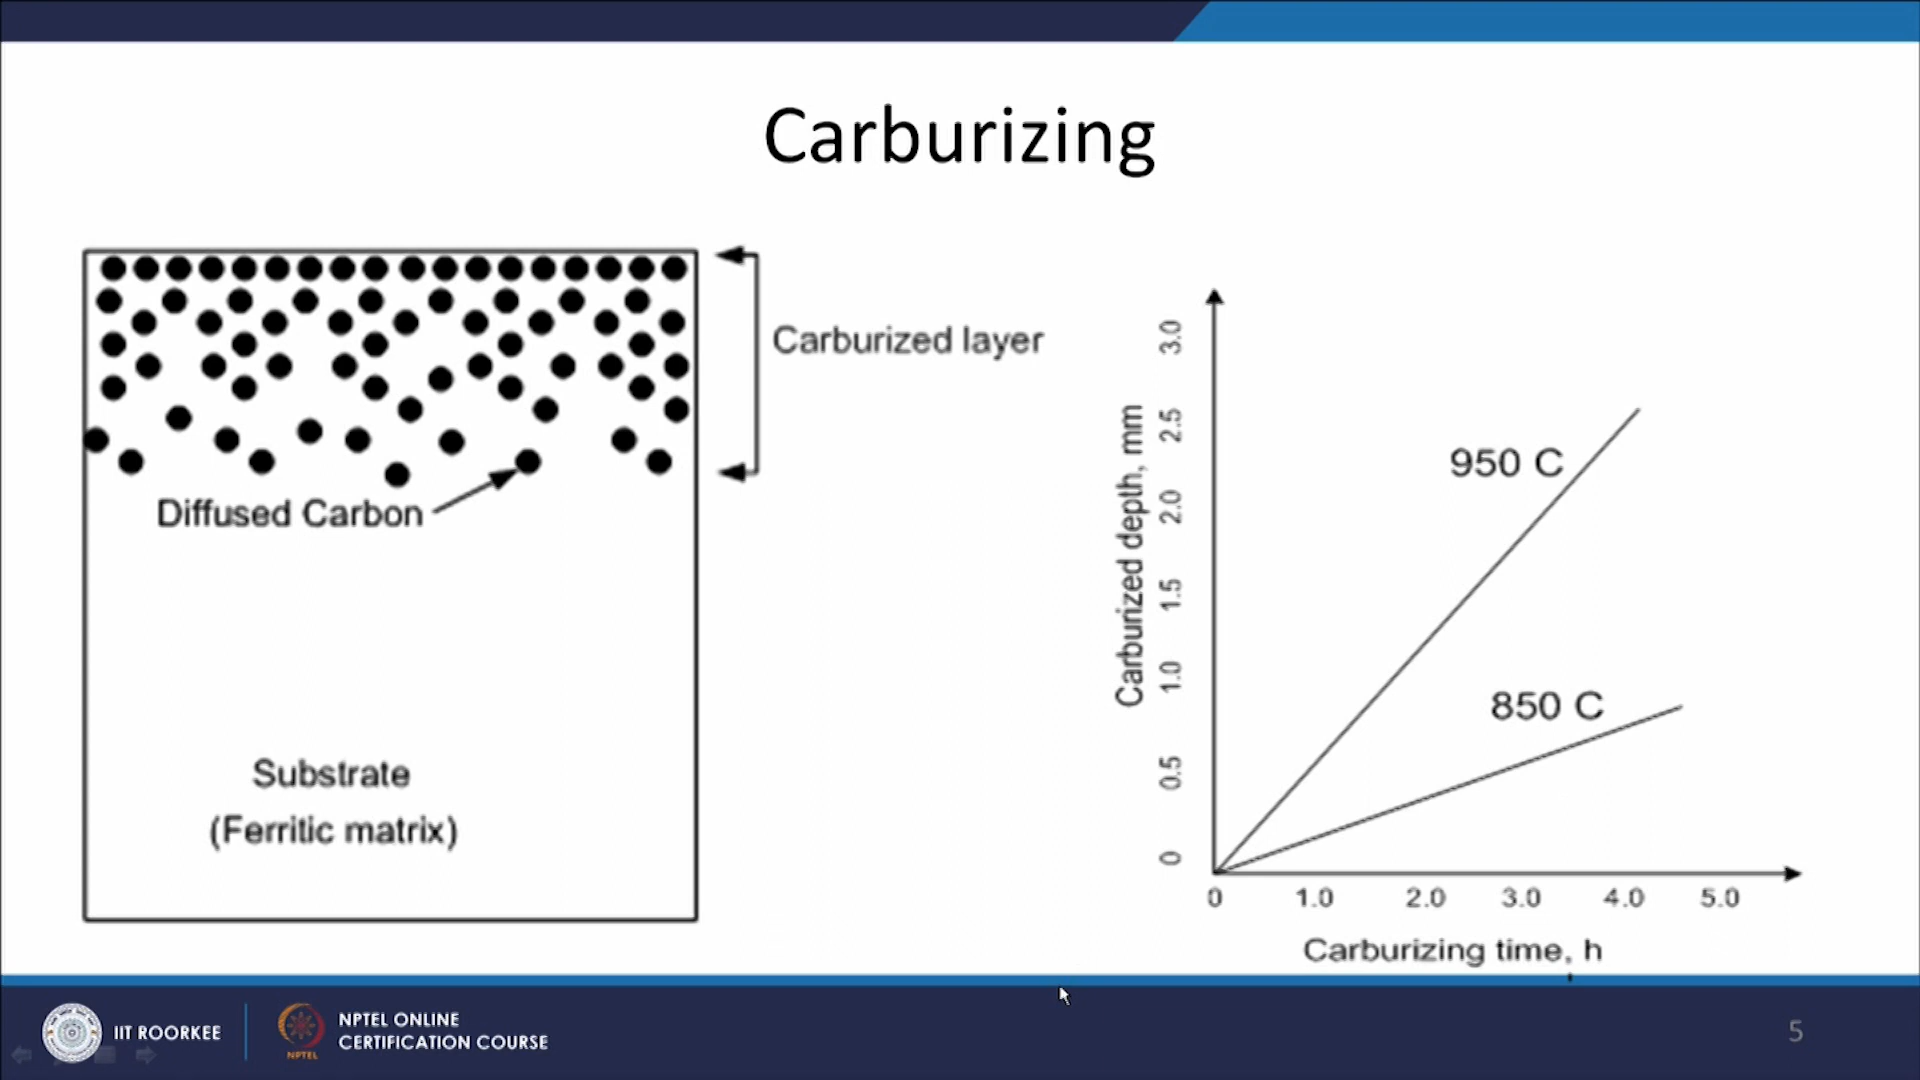 Carburizing
Carburized layer
Diffused Carbon
Substrate
(Ferritic matrix)
Carburized depth, mm
3.0
2.5
2.0
1.5
1.0
0.5
0
950 C
850 C
0 1.0 2.0 3.0 4.0 5.0
Carburizing time, h
IIT ROORKEE
NPTEL
NPTEL ONLINE
CERTIFICATION COURSE
5